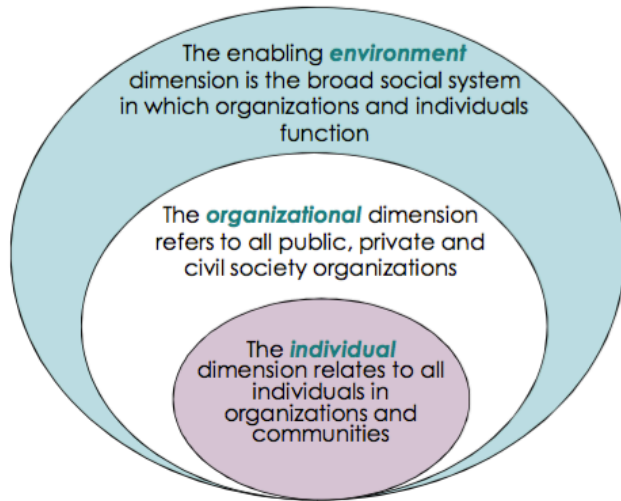 The enabling environment
dimension is the broad social system
in which organizations and individuals
function
The organizational dimension
refers to all public, private and
civil society organizations
The individual
dimension relates to all
individuals in
organizations and
communities